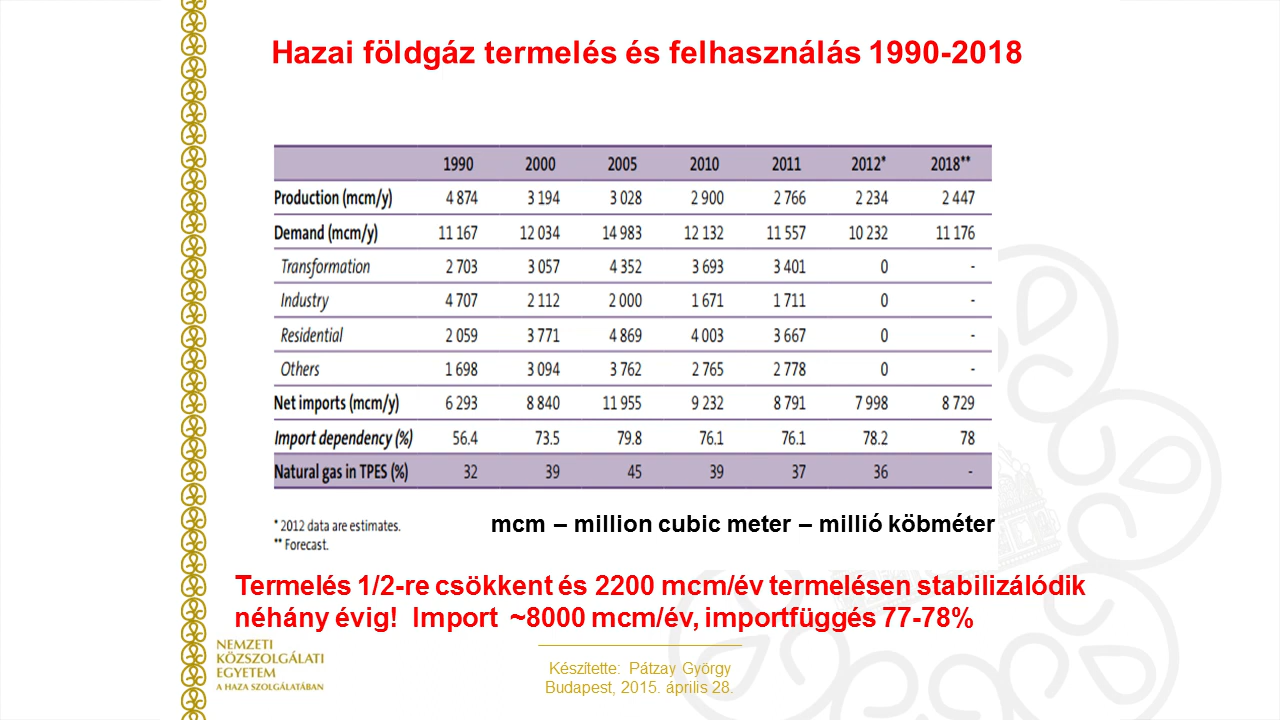 Hazai földgáz termelés és felhasználás 1990-2018
1990 2000 2005 2010 2011 2012* 2018**
Production (mcm/y) 4 874 3 194 3 028 2 900 2 766 2 234 2 447
Demand (mcm/y) 11 167 12 034 14 983 12 132 11 557 10 232 11 176
Transformation 2 703 3 057 4 352 3 693 3 401 0 -
Industry 4 707 2 112 2 000 1 671 1 711 0 -
Residential 2 059 3 771 4 869 4 003 3 667 0 -
Others 1 698 3 094 3 762 2 765 2 778 0 -
Net imports (mcm/y) 6 293 8 840 11 955 9 232 8 791 7 998 8 729
Import dependency (%) 56.4 73.5 79.8 76.1 76.1 78.2 78
Natural gas in TPES (%) 32 39 45 39 37 36 -
* 2012 data are estimates.
** Forecast.
mcm – million cubic meter – millió köbméter
Termelés 1/2-re csökkent és 2200 mcm/év termelésen stabilizálódik
néhány évig! Import ~8000 mcm/év, importfüggés 77-78%
NEMZETI
KÖZSZOLGÁLATI
EGYETEM
A HAZA SZOLGÁLATÁBAN
Készítette: Pátzay György
Budapest, 2015. április 28.